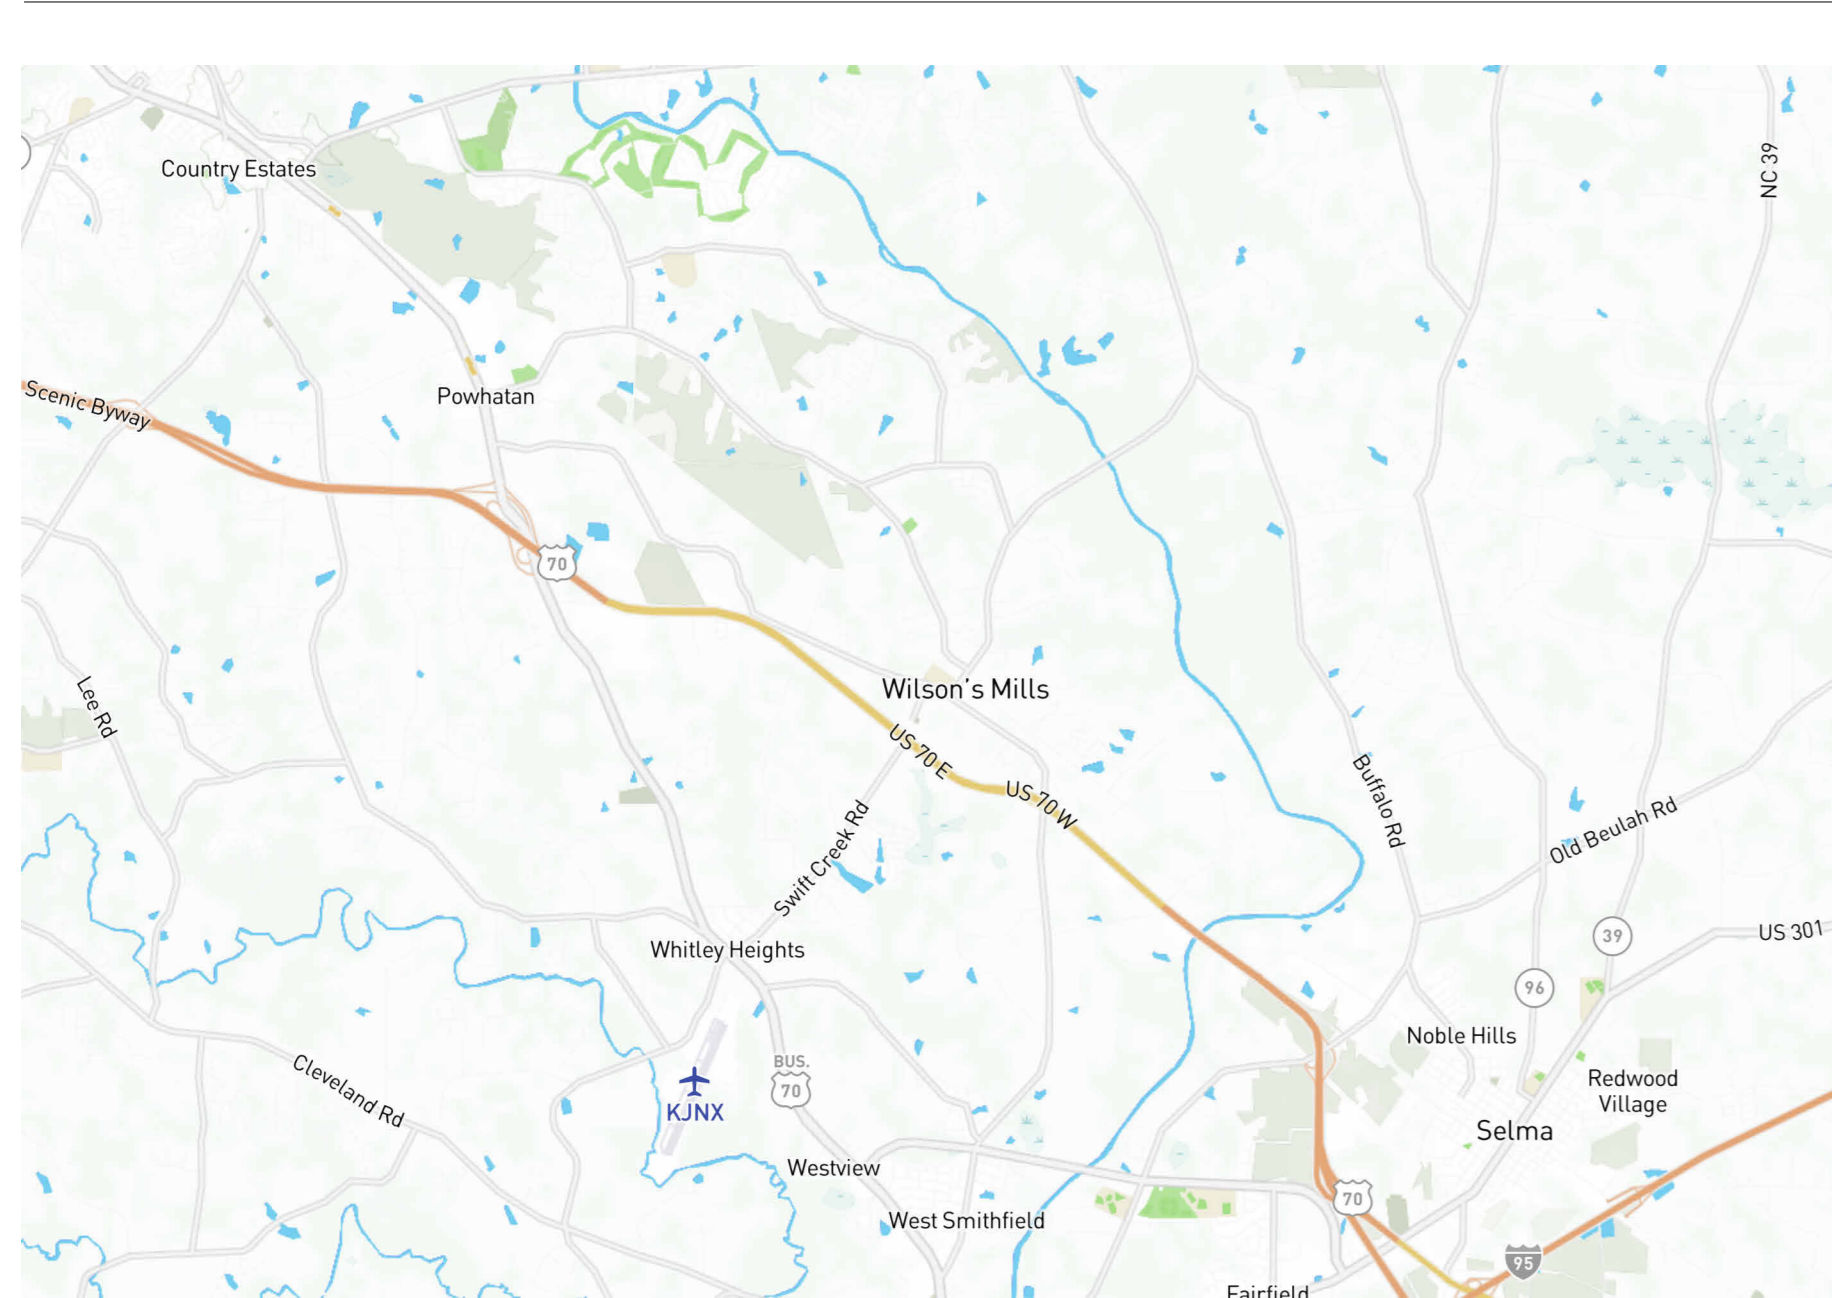 NC 39
Country Estates
Scenic Byway
Powhatan
70
Lee Rd
Wilson's Mills
US 70 E
US 70 W
Buffalo Rd
Swift Creek Rd
Old Beulah Rd
Whitley Heights
39
US 301
96
Noble Hills
Cleveland Rd
BUS.
70
KJNX
Redwood
Village
Selma
Westview
70
West Smithfield
95
Fairfield